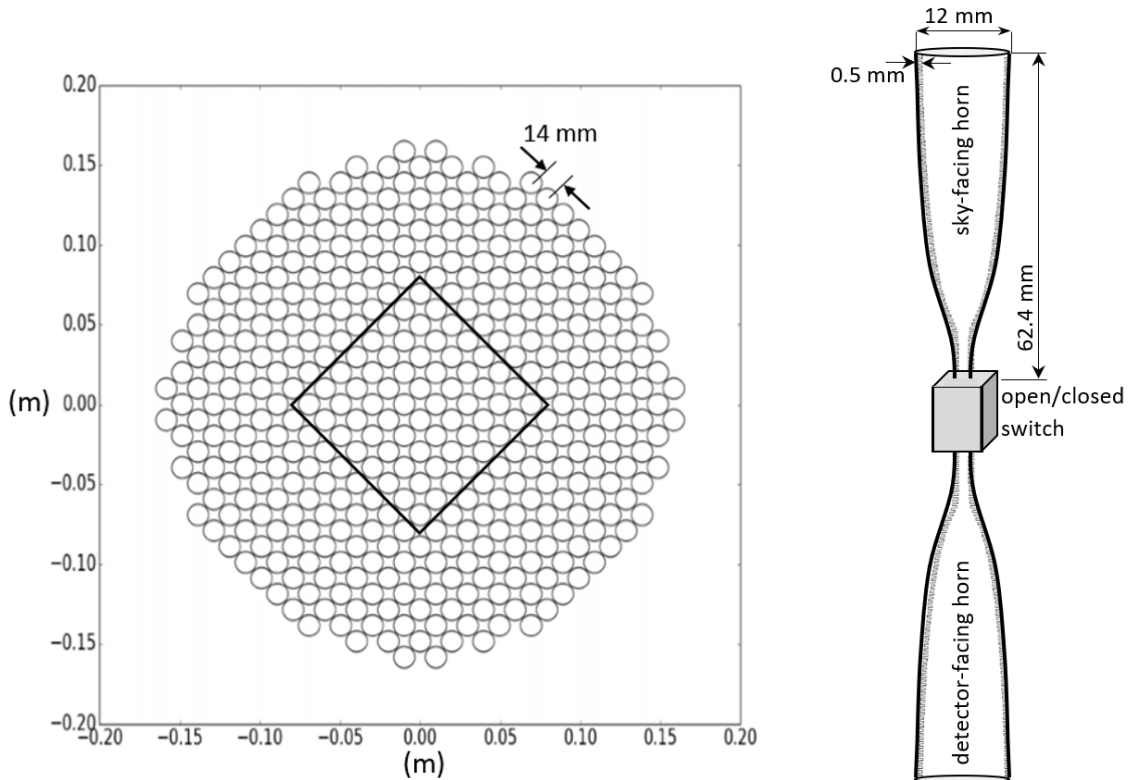 12 mm
0.5 mm
sky-facing horn
62.4 mm
open/closed
switch
detector-facing horn
14 mm
0.20
0.15
0.10
0.05
0.00
−0.05
−0.10
−0.15
−0.20
(m)
−0.20
−0.15
−0.10
−0.05
0.00
0.05
0.10
0.15
0.20
(m)